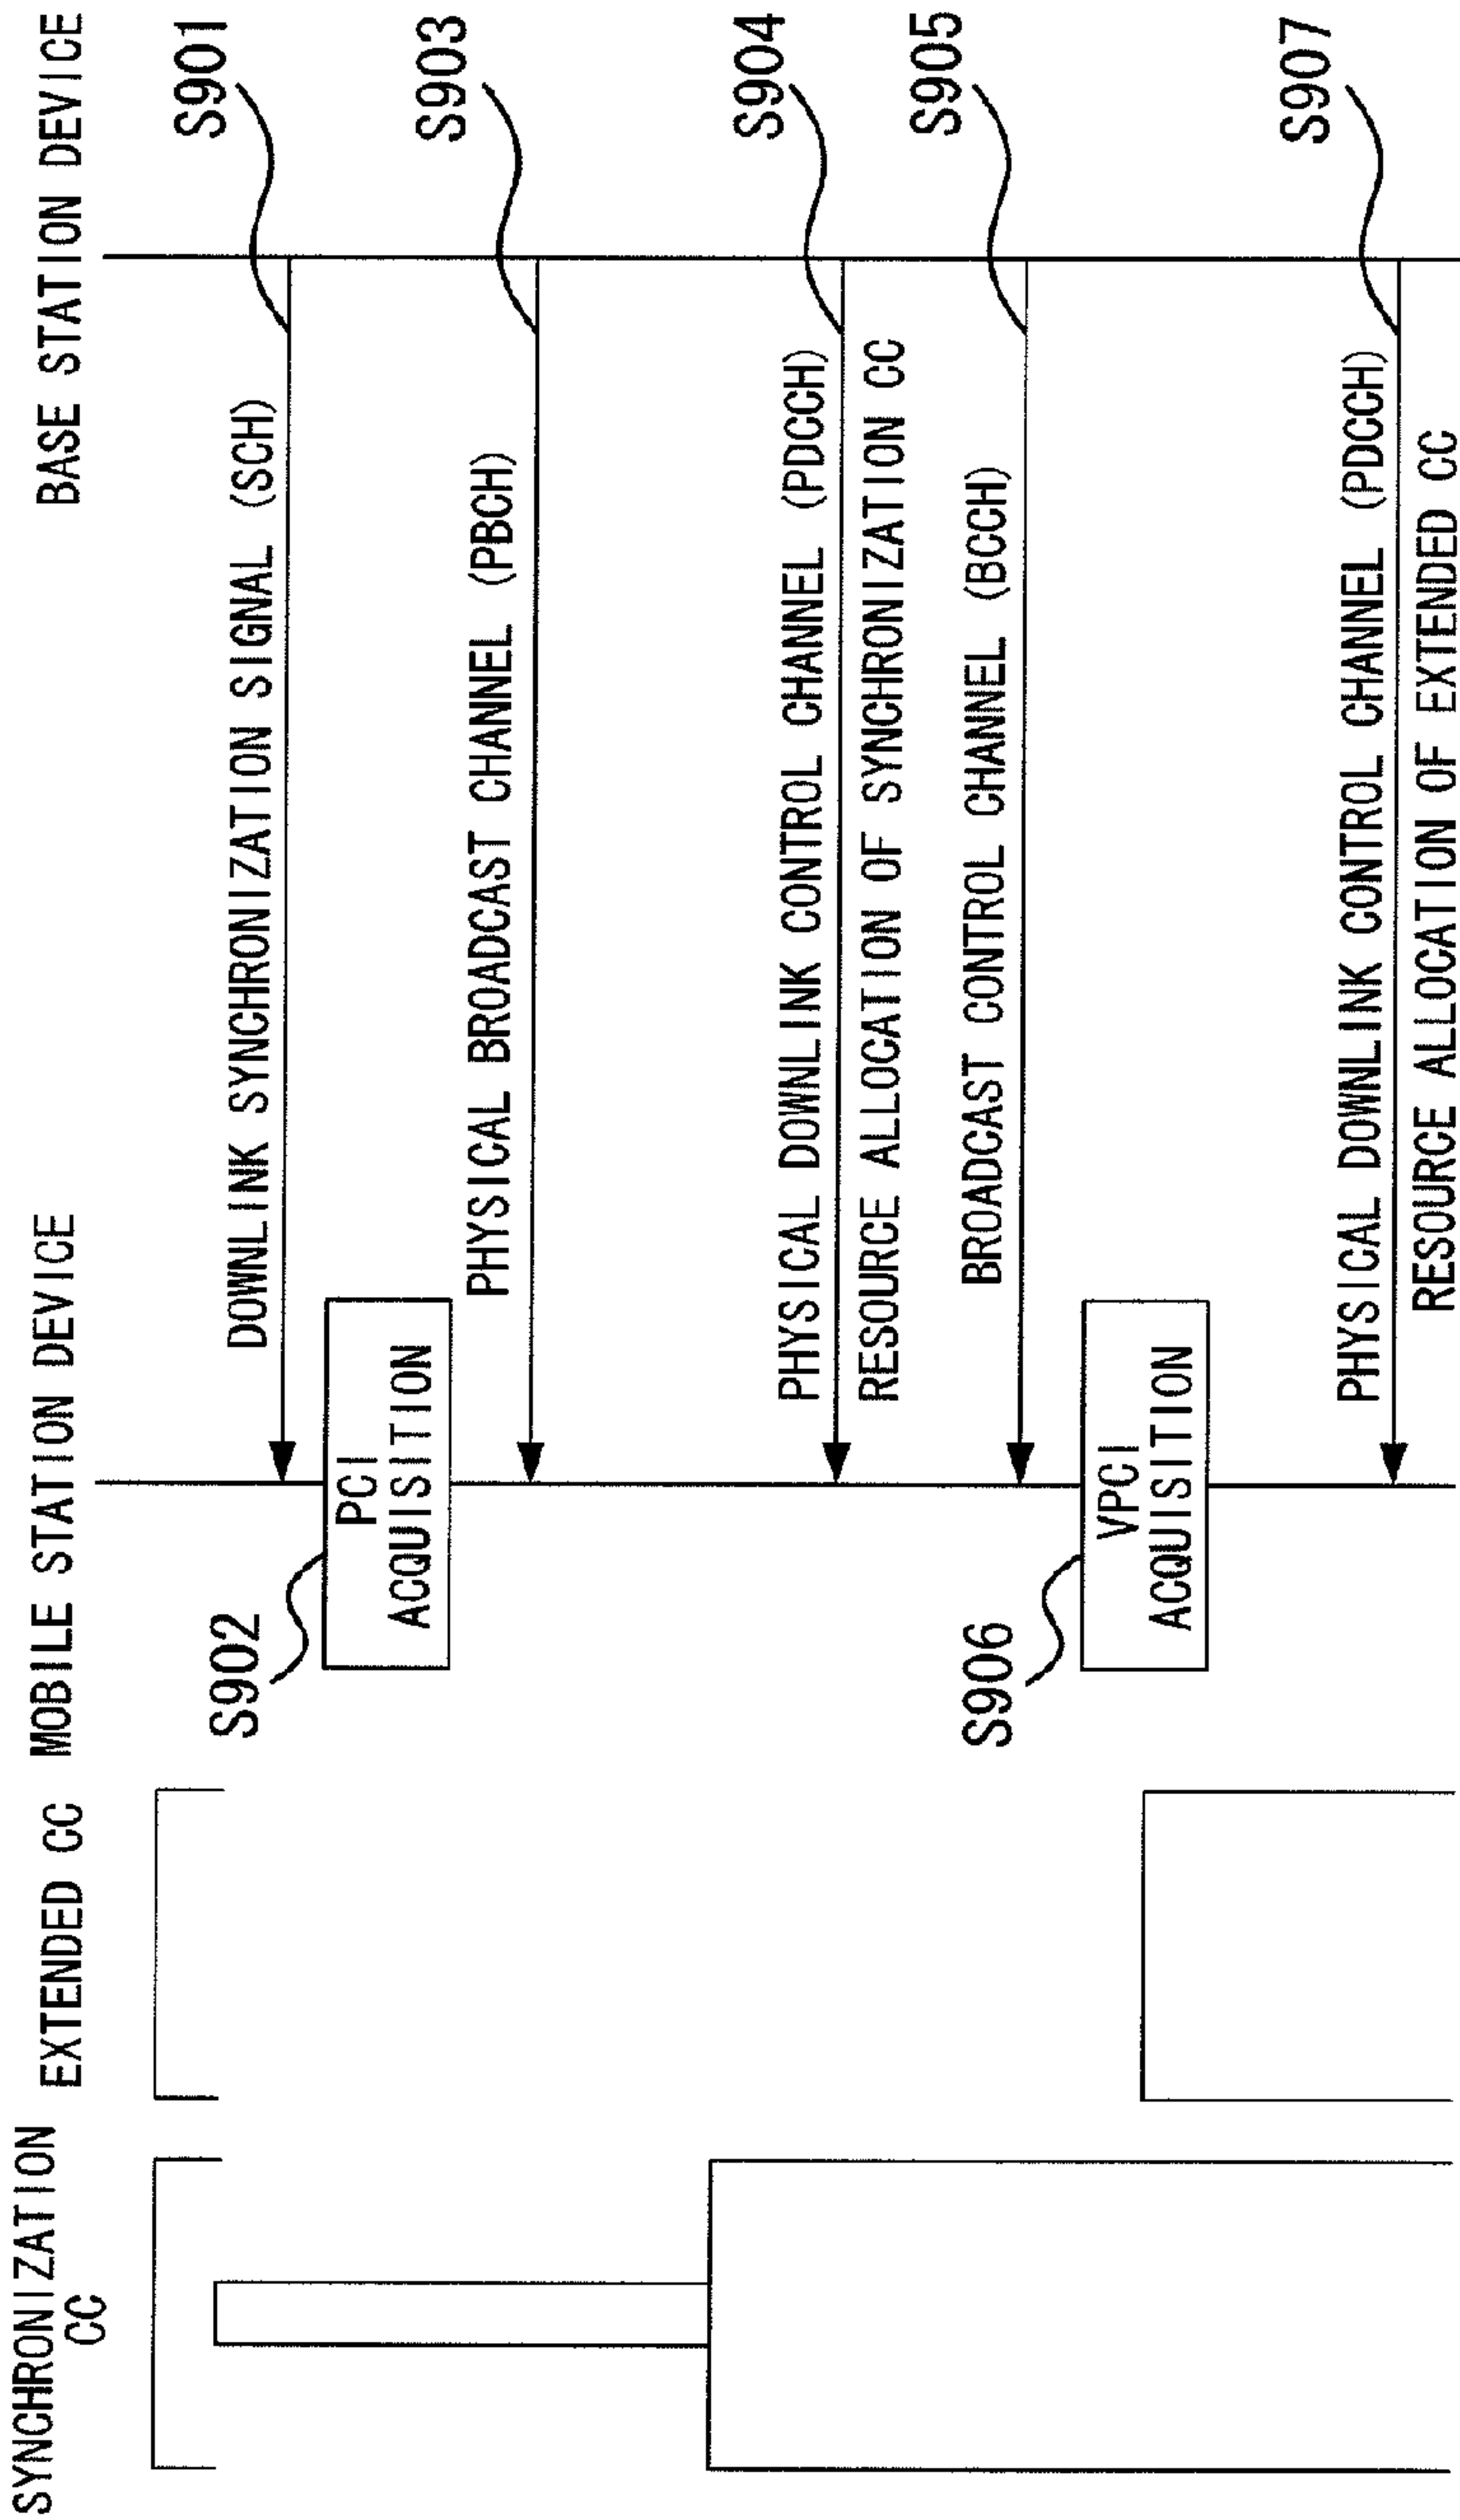 SYNCHRONIZATION
CC
EXTENDED CC
MOBILE STATION DEVICE
BASE STATION DEVICE
S901
DOWNLINK SYNCHRONIZATION SIGNAL (SCH)
S902
PCI
ACQUISITION
S903
PHYSICAL BROADCAST CHANNEL (PBCH)
S904
PHYSICAL DOWNLINK CONTROL CHANNEL (PDCCH)
RESOURCE ALLOCATION OF SYNCHRONIZATION CC
S905
BROADCAST CONTROL CHANNEL (BCCH)
S906
VPCI
ACQUISITION
S907
PHYSICAL DOWNLINK CONTROL CHANNEL (PDCCH)
RESOURCE ALLOCATION OF EXTENDED CC